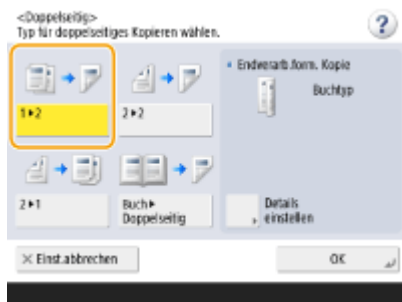 <Doppelseitig>
Typ für doppelseitiges Kopieren wählen.
?
Endverarb.form. Kopie
Buchtyp
1▸2
2▸2
2▸1
Buch▸
Doppelseitig
Details
einstellen
× Einst.abbrechen
OK